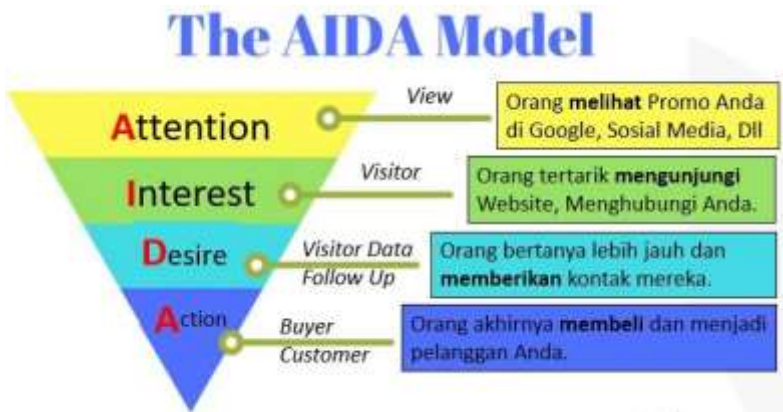 The AIDA Model
Attention
View
Orang melihat Promo Anda
di Google, Sosial Media, Dll
Interest
Visitor
Orang tertarik mengunjungi
Website, Menghubungi Anda.
Desire
Visitor Data
Follow Up
Orang bertanya lebih jauh dan
memberikan kontak mereka.
Action
Buyer
Customer
Orang akhirnya membeli dan menjadi
pelanggan Anda.